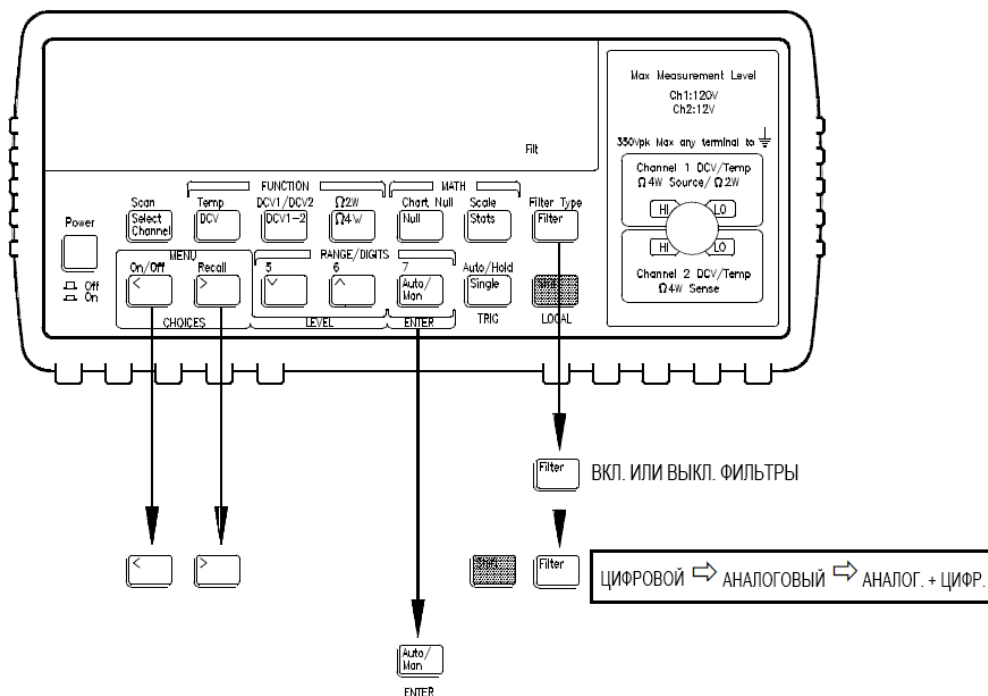 Max Measurement Level
Ch1:120V
Ch2:12V
350Vpk Max any terminal to
Filt
Channel 1 DCV/Temp
Ω4W Source/ Ω2W
HI LO
HI LO
Channel 2 DCV/Temp
Ω4W Sense
FUNCTION MATH
Scan Temp DCV1/DCV2 Ω2W Chart, Null Scale Filter Type
Power
Select Channel DCV DCV1-2 Ω4W Null Stats Filter
MENU RANGE/DIGITS
On/Off Recall 5 6 7 Auto/Hold
< > ∨ ∧ Auto/ Man Single Shift
Off
On
CHOICES LEVEL ENTER TRIG LOCAL
Filter ВКЛ. ИЛИ ВЫКЛ. ФИЛЬТРЫ
< > Shift Filter ЦИФРОВОЙ ⇨ АНАЛОГОВЫЙ ⇨ АНАЛОГ. + ЦИФР.
Auto/
Man
ENTER